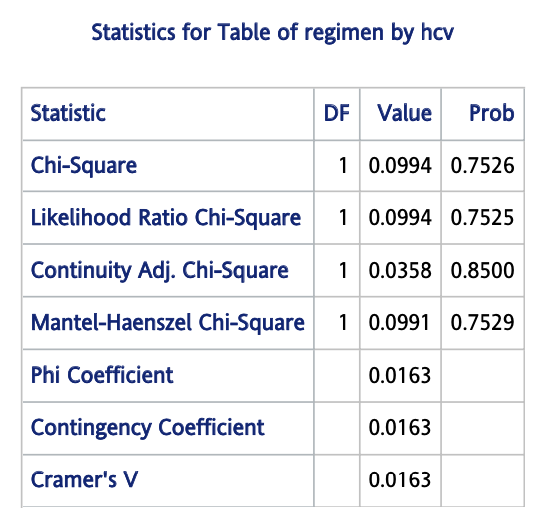 Statistics for Table of regimen by hcv
Statistic DF Value Prob
Chi-Square 1 0.0994 0.7526
Likelihood Ratio Chi-Square 1 0.0994 0.7525
Continuity Adj. Chi-Square 1 0.0358 0.8500
Mantel-Haenszel Chi-Square 1 0.0991 0.7529
Phi Coefficient 0.0163
Contingency Coefficient 0.0163
Cramer's V 0.0163